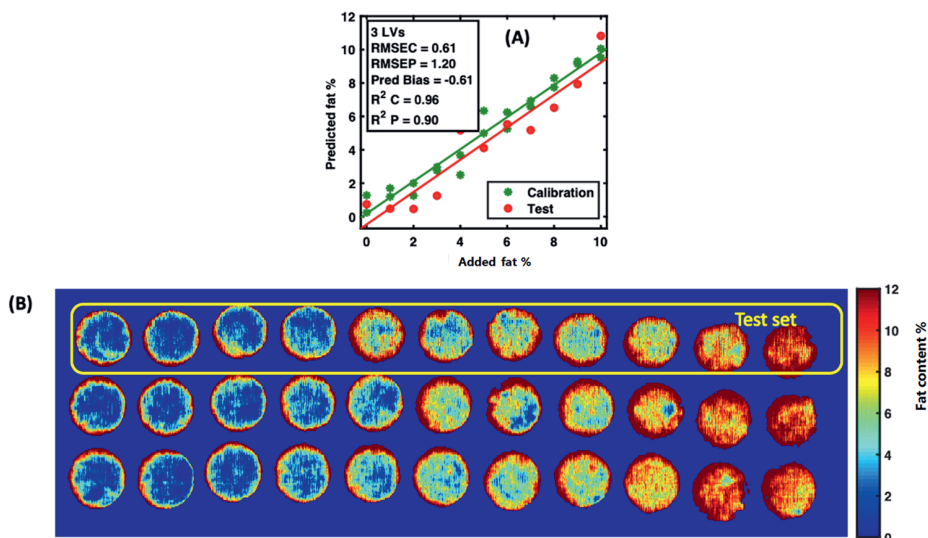 (A)
3 LVs
RMSEC = 0.61
RMSEP = 1.20
Pred Bias = -0.61
R² C = 0.96
R² P = 0.90
Predicted fat %
12
10
8
6
4
2
0
Calibration
Test
0 2 4 6 8 10
Added fat %
(B)
Test set
12
10
8
6
4
2
0
Fat content %